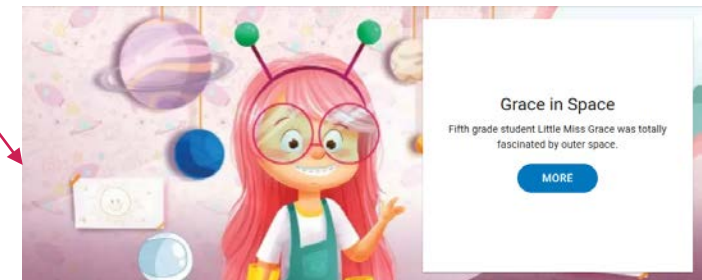 Grace in Space
Fifth grade student Little Miss Grace was totally
fascinated by outer space.
MORE